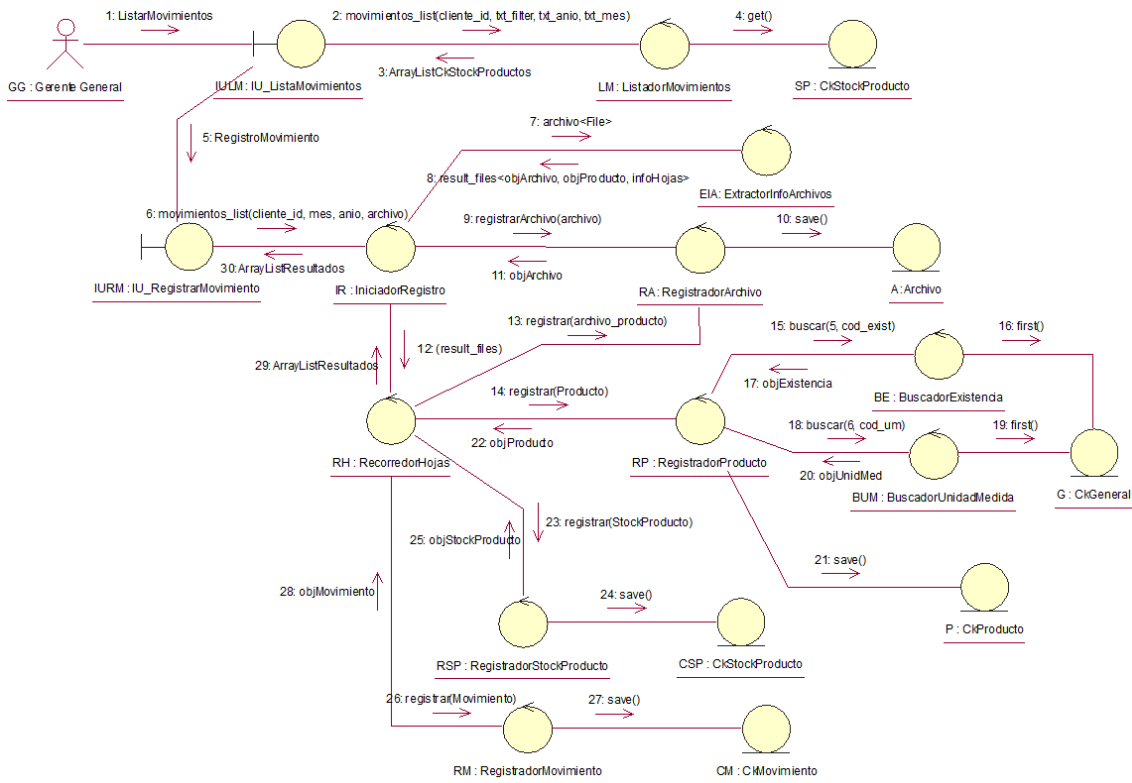 1: ListarMovimientos
2: movimientos_list(cliente_id, txt_filter, txt_anio, txt_mes)
4: get()
3: ArrayListCkStockProductos
GG : Gerente General
IULM : IU_ListaMovimientos
LM : ListadorMovimientos
SP : CkStockProducto
5: RegistroMovimiento
7: archivo<File>
8: result_files<objArchivo, objProducto, infoHojas>
EIA: ExtractorInfoArchivos
6: movimientos_list(cliente_id, mes, anio, archivo)
9: registrarArchivo(archivo)
10: save()
30: ArrayListResultados
11: objArchivo
IURM : IU_RegistrarMovimiento
IR : IniciadorRegistro
RA : RegistradorArchivo
A : Archivo
13: registrar(archivo_producto)
15: buscar(5, cod_exist)
16: first()
12: (result_files)
29: ArrayListResultados
17: objExistencia
14: registrar(Producto)
BE : BuscadorExistencia
22: objProducto
18: buscar(6, cod_um)
19: first()
RH : RecorredorHojas
RP : RegistradorProducto
20: objUnidMed
BUM : BuscadorUnidadMedida
G : CkGeneral
23: registrar(StockProducto)
25: objStockProducto
21: save()
28: objMovimiento
24: save()
P : CkProducto
RSP : RegistradorStockProducto
CSP : CkStockProducto
26: registrar(Movimiento)
27: save()
RM : RegistradorMovimiento
CM : CkMovimiento